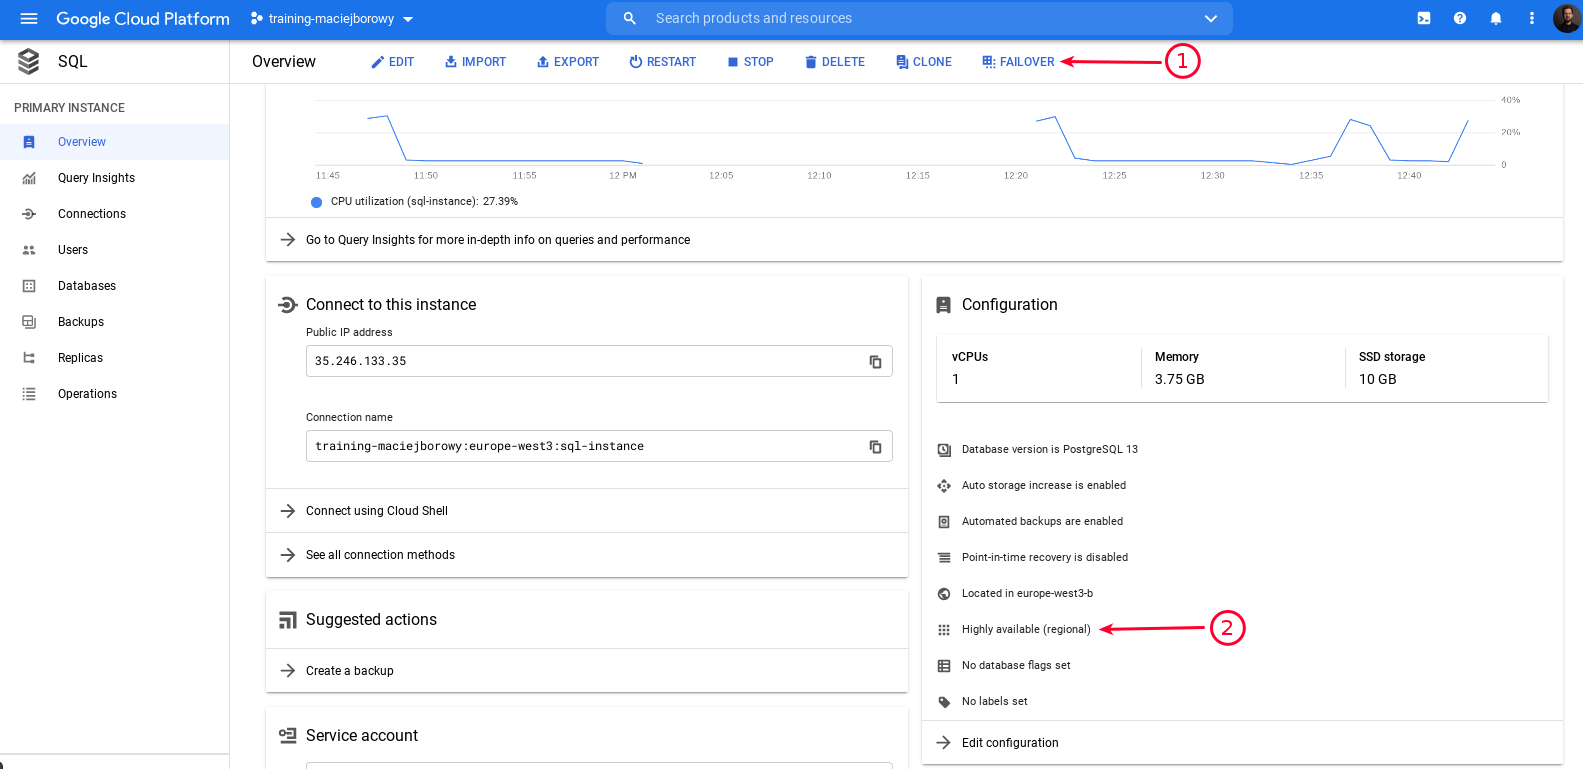 Google Cloud Platform training-maciejborowy Search products and resources
SQL
Overview EDIT IMPORT EXPORT RESTART STOP DELETE CLONE FAILOVER 1
PRIMARY INSTANCE
Overview
Query Insights
Connections
Users
Databases
Backups
Replicas
Operations
40%
20%
0
11:45 11:50 11:55 12 PM 12:05 12:10 12:15 12:20 12:25 12:30 12:35 12:40
CPU utilization (sql-instance): 27.39%
Go to Query Insights for more in-depth info on queries and performance
Connect to this instance
Public IP address
35.246.133.35
Connection name
training-maciejborowy:europe-west3:sql-instance
Connect using Cloud Shell
See all connection methods
Suggested actions
Create a backup
Service account
Configuration
vCPUs Memory SSD storage
1 3.75 GB 10 GB
Database version is PostgreSQL 13
Auto storage increase is enabled
Automated backups are enabled
Point-in-time recovery is disabled
Located in europe-west3-b
Highly available (regional) 2
No database flags set
No labels set
Edit configuration